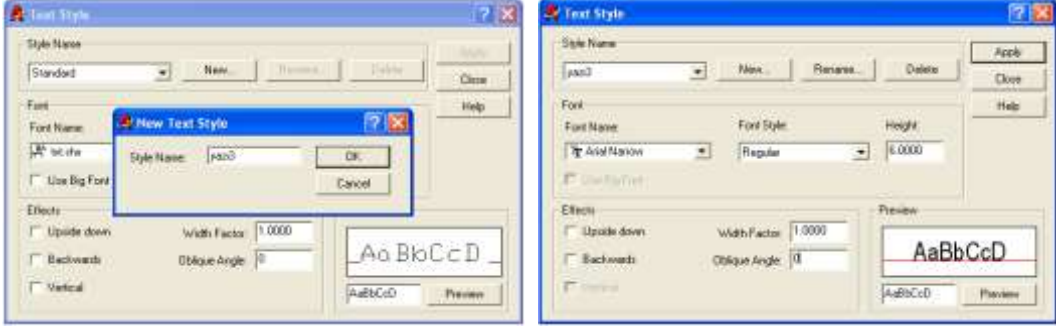 Text Style
Style Name
Standard
New...
Rename...
Delete
Apply
Close
Help
Font
Font Name:
txt.shx
Use Big Font
New Text Style
Style Name:
yazi3
OK
Cancel
Effects
Upside down
Backwards
Vertical
Width Factor: 1.0000
Oblique Angle: 0
AaBbCcD
AaBbCcD
Preview
Text Style
Style Name
yazi3
New...
Rename...
Delete
Apply
Close
Help
Font
Font Name:
Font Style:
Height:
Arial Narrow
Regular
6.0000
Use Big Font
Effects
Upside down
Backwards
Vertical
Width Factor: 1.0000
Oblique Angle: 0
Preview
AaBbCcD
AaBbCcD
Preview